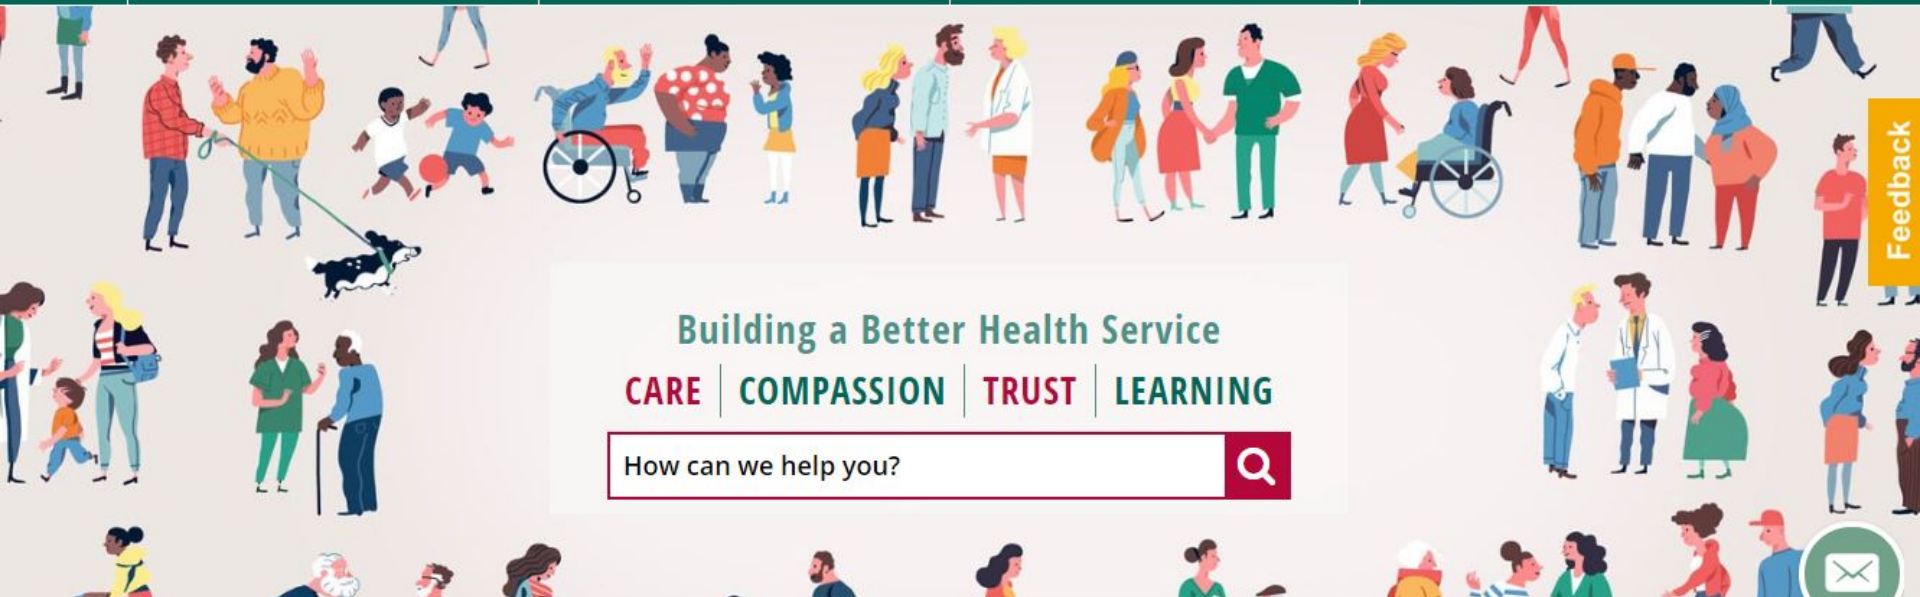 Feedback
Building a Better Health Service
CARE | COMPASSION | TRUST | LEARNING
How can we help you?